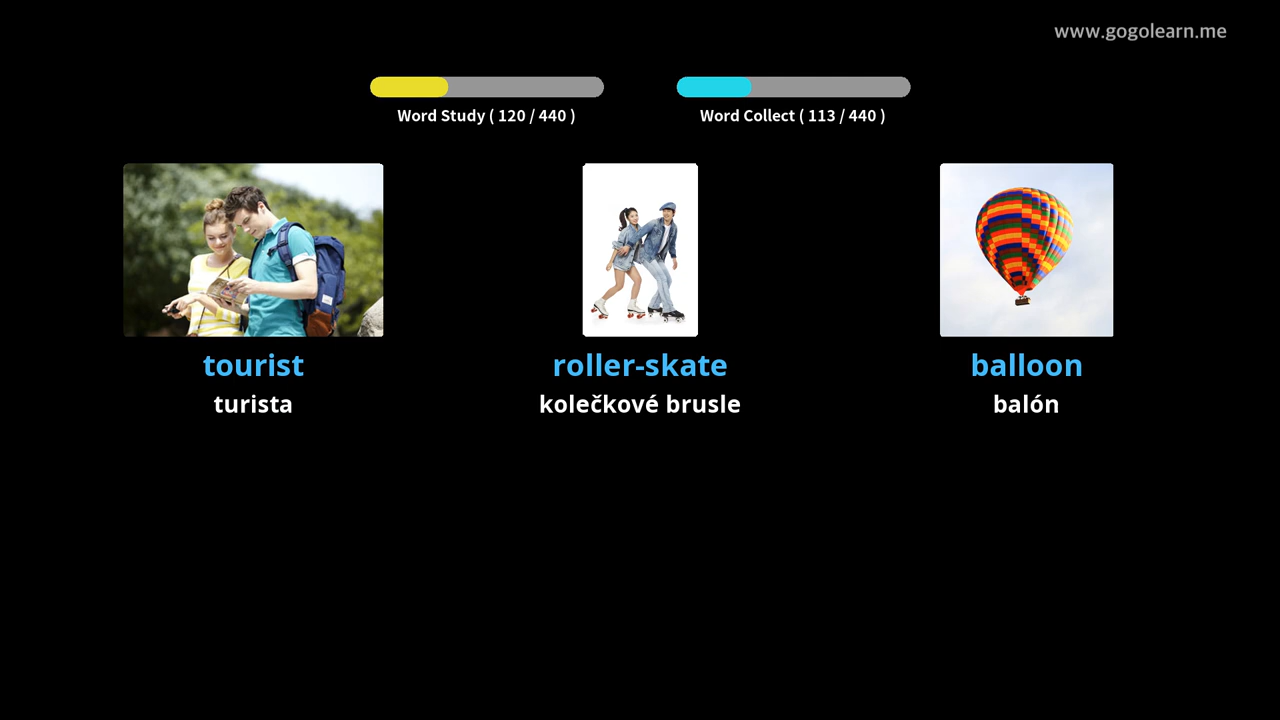 www.gogolearn.me
Word Study ( 120 / 440 )
Word Collect ( 113 / 440 )
tourist
turista
roller-skate
kolečkové brusle
balloon
balón